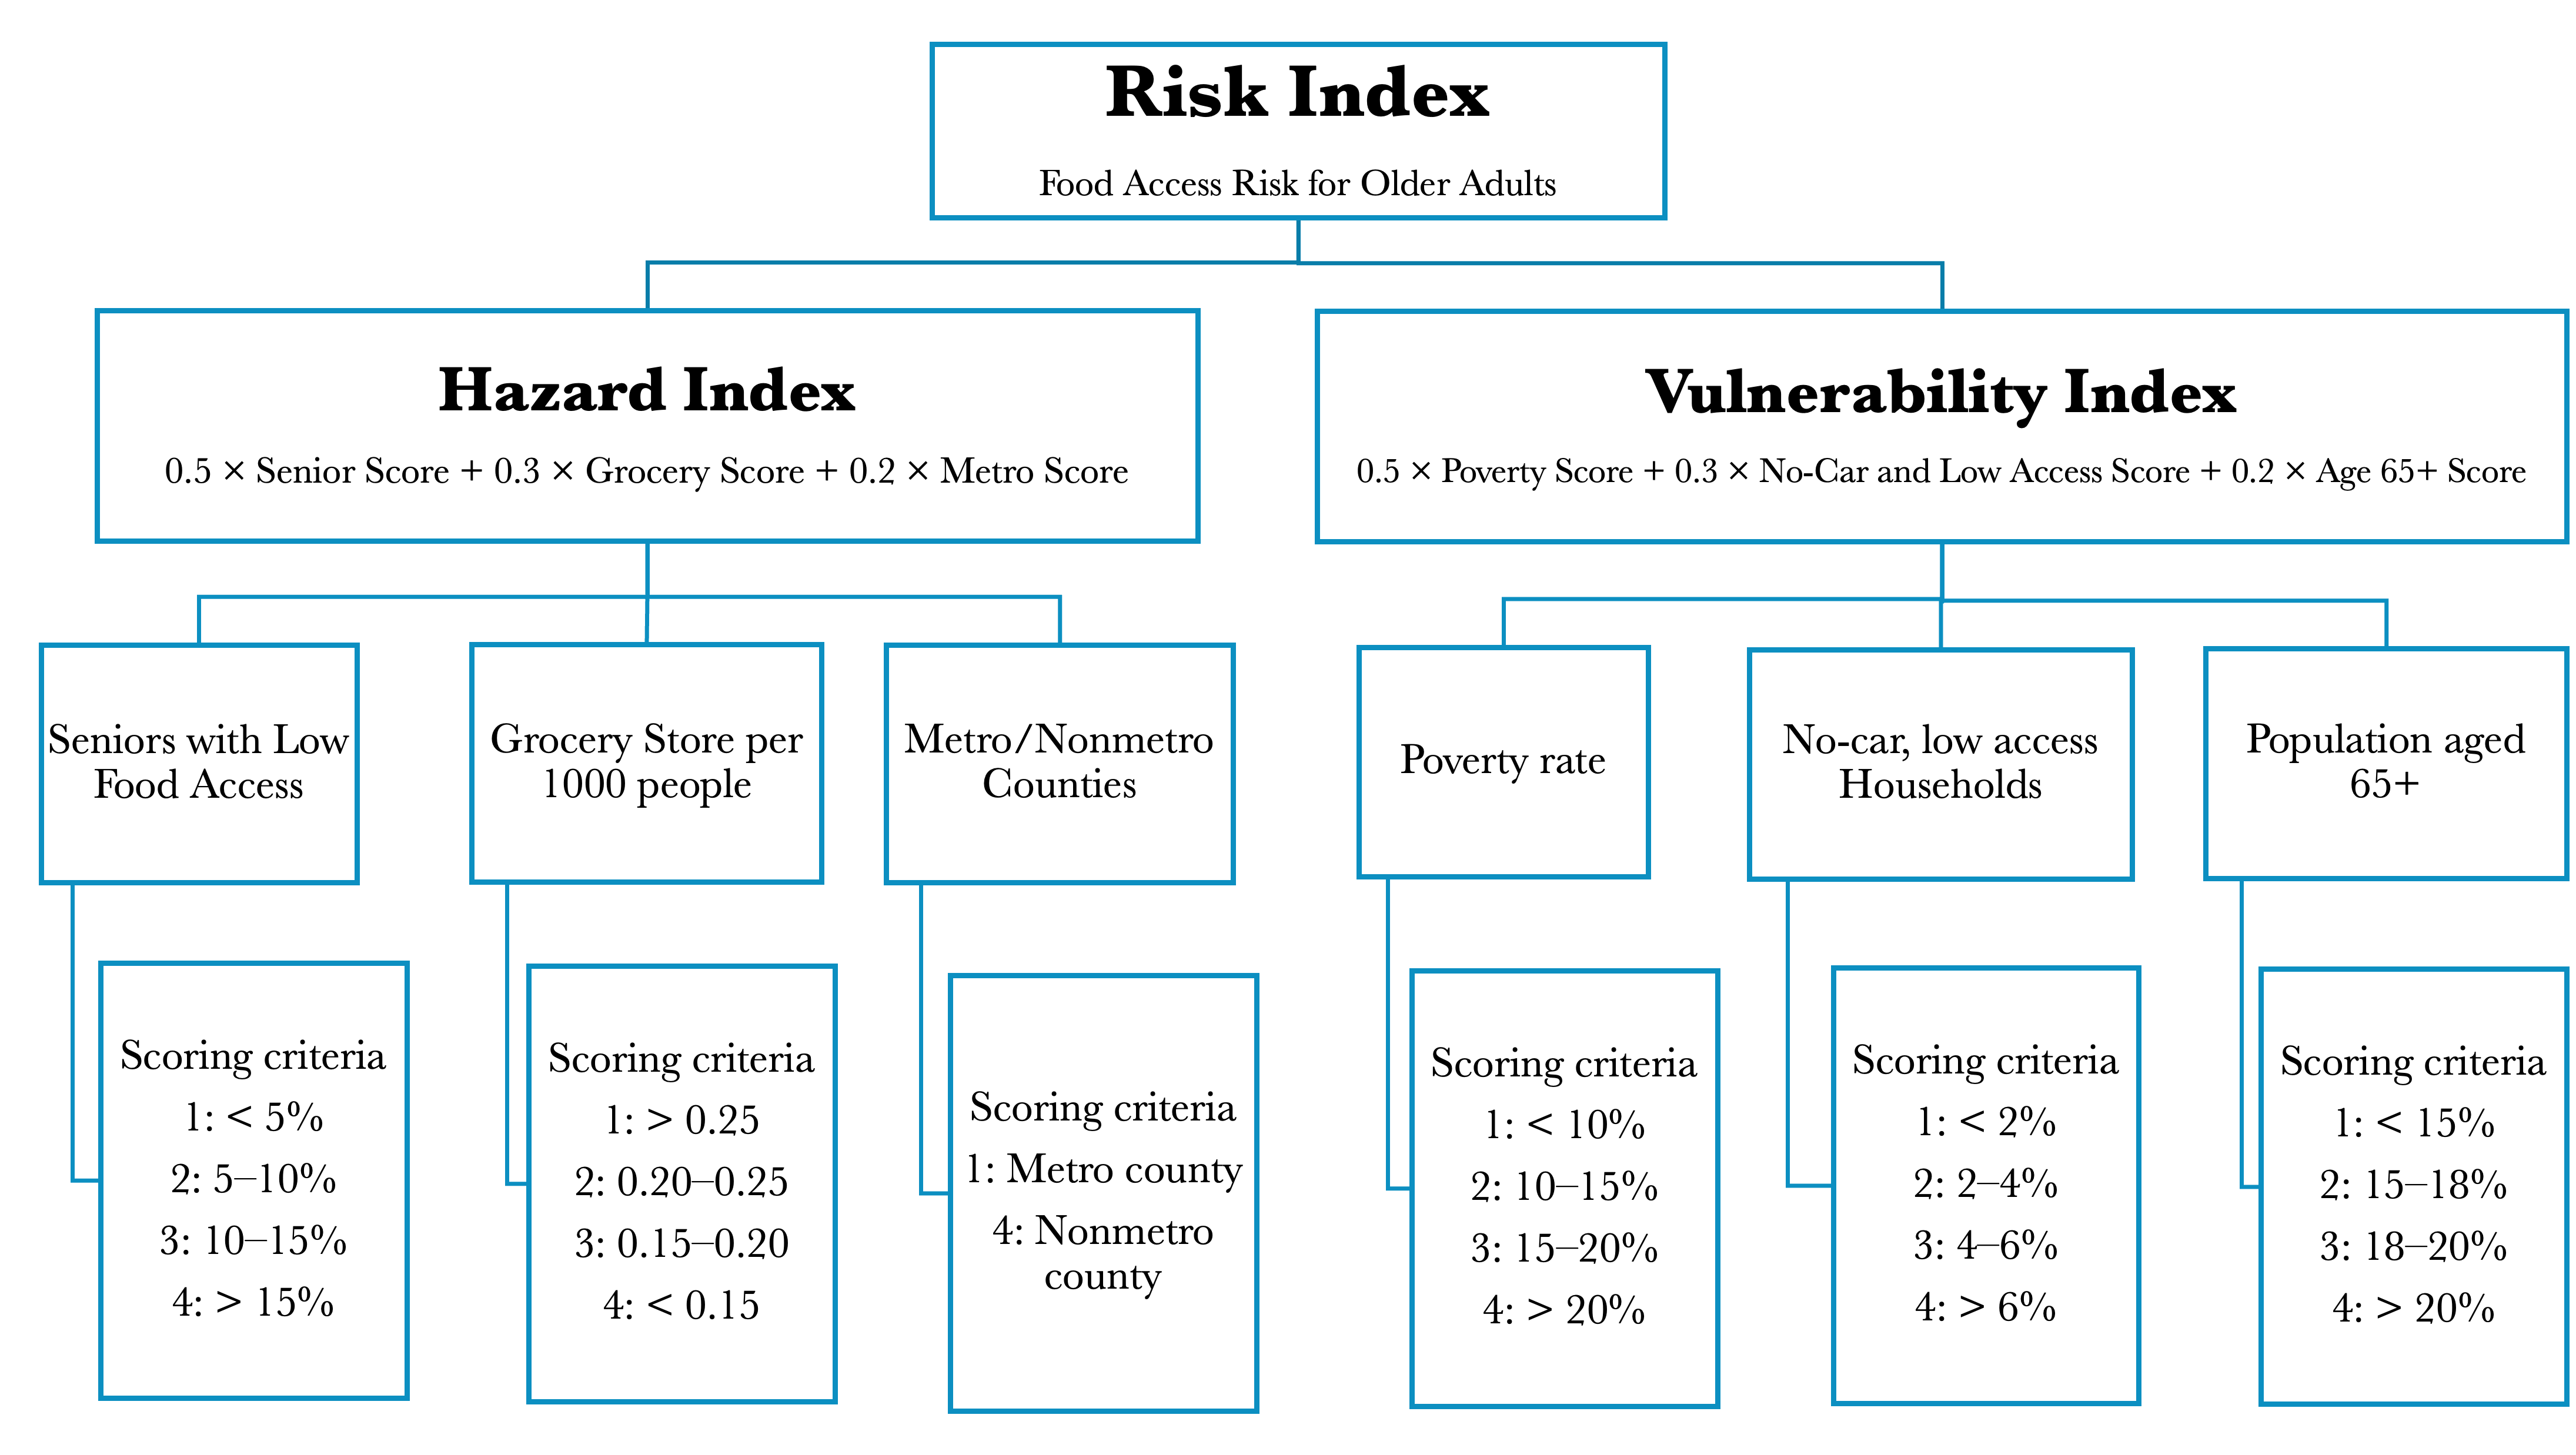 Risk Index
Food Access Risk for Older Adults
Hazard Index
0.5 × Senior Score + 0.3 × Grocery Score + 0.2 × Metro Score
Vulnerability Index
0.5 × Poverty Score + 0.3 × No-Car and Low Access Score + 0.2 × Age 65+ Score
Seniors with Low
Food Access
Grocery Store per
1000 people
Metro/Nonmetro
Counties
Poverty rate
No-car, low access
Households
Population aged
65+
Scoring criteria
1: < 5%
2: 5–10%
3: 10–15%
4: > 15%
Scoring criteria
1: > 0.25
2: 0.20–0.25
3: 0.15–0.20
4: < 0.15
Scoring criteria
1: Metro county
4: Nonmetro
county
Scoring criteria
1: < 10%
2: 10–15%
3: 15–20%
4: > 20%
Scoring criteria
1: < 2%
2: 2–4%
3: 4–6%
4: > 6%
Scoring criteria
1: < 15%
2: 15–18%
3: 18–20%
4: > 20%